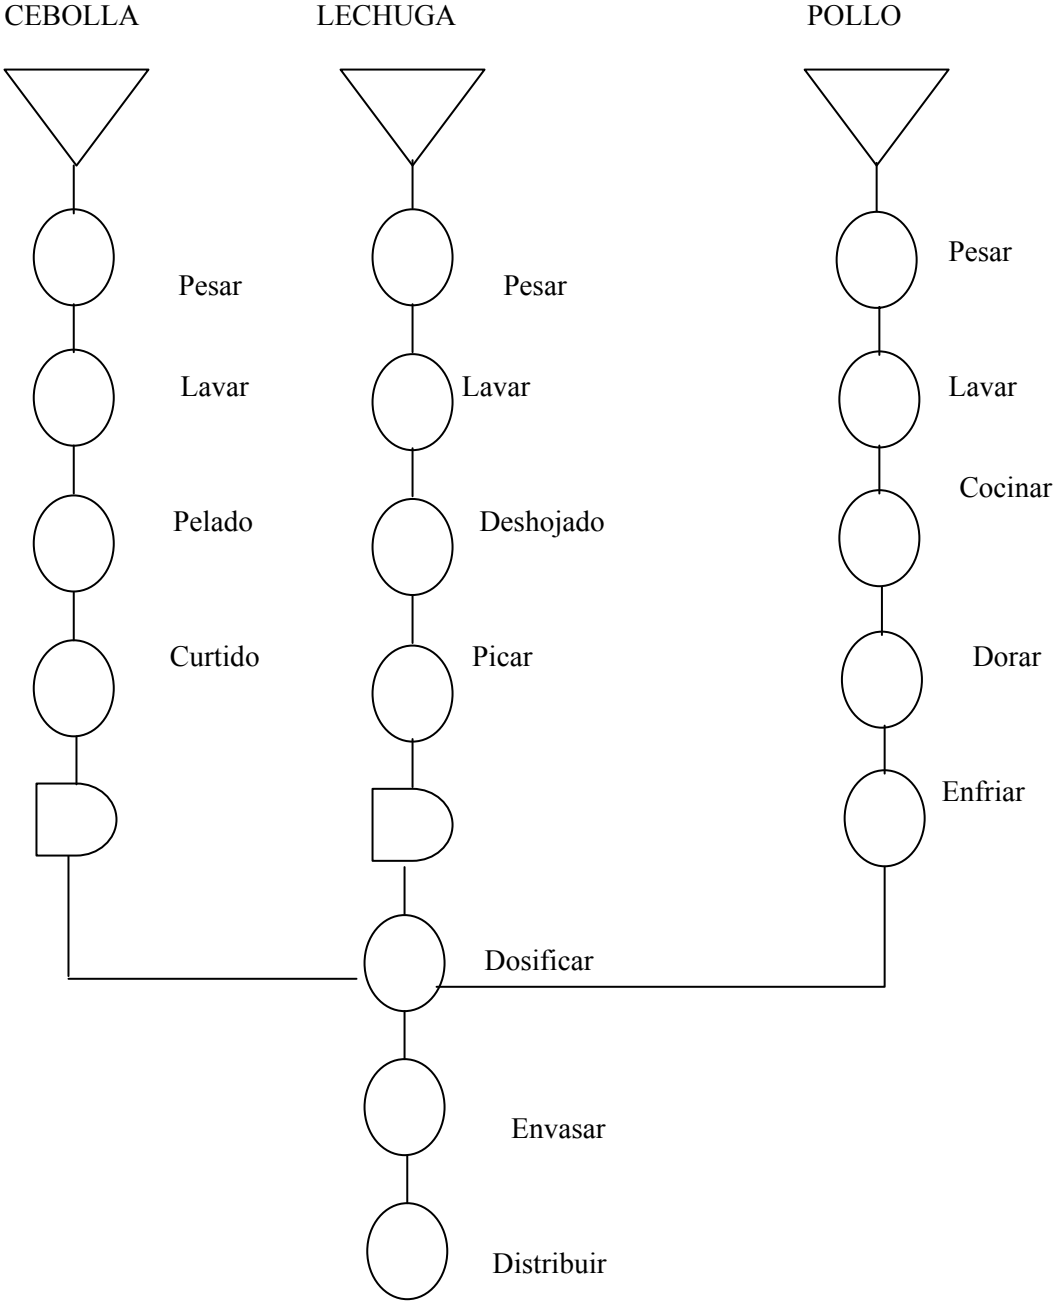 CEBOLLA
LECHUGA
POLLO
Pesar
Pesar
Pesar
Lavar
Lavar
Lavar
Cocinar
Pelado
Deshojado
Curtido
Picar
Dorar
Enfriar
Dosificar
Envasar
Distribuir